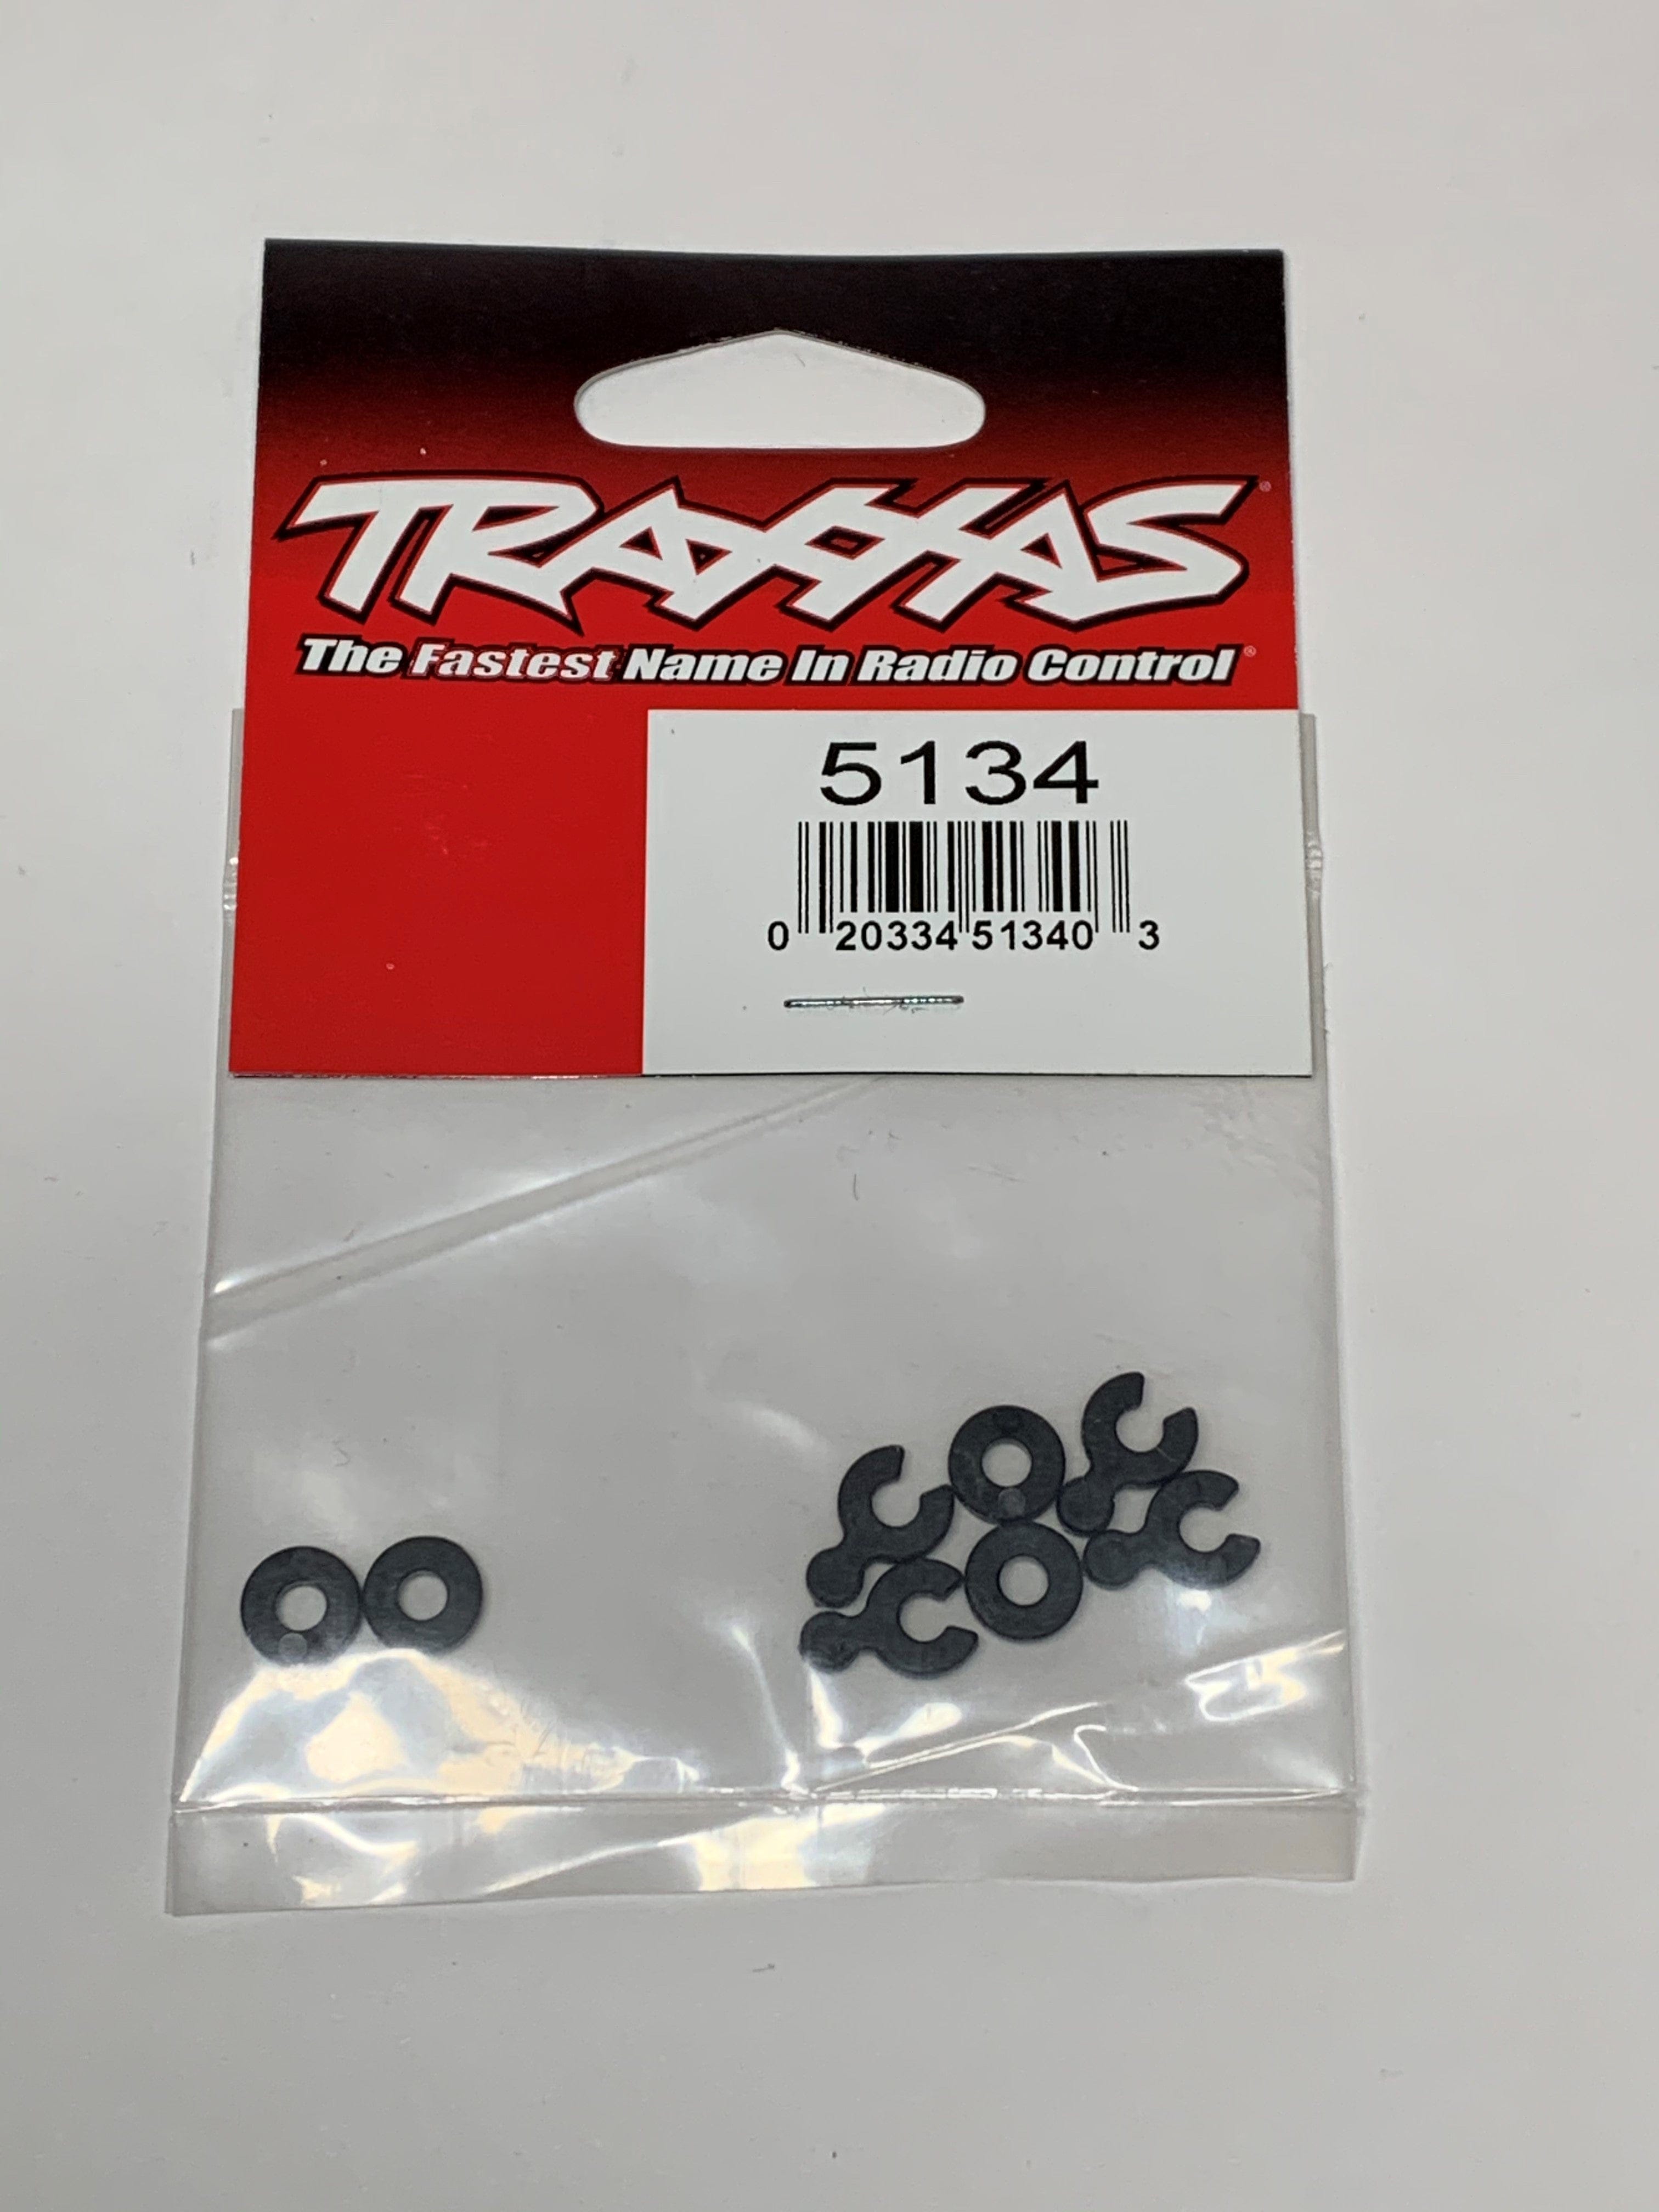 TRAXXAS®
The Fastest Name In Radio Control®
5134
0 20334 51340 3